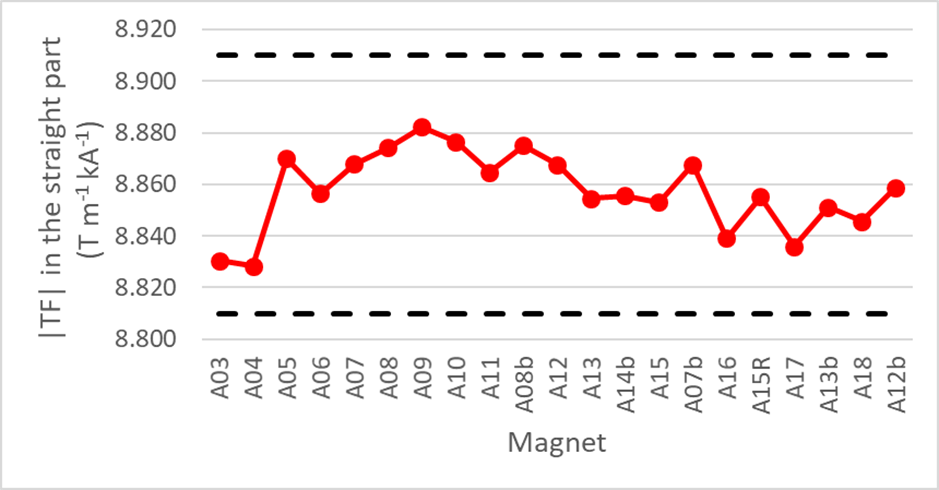 8.920
8.900
8.880
8.860
8.840
8.820
8.800
|TF| in the straight part
(T m⁻¹ kA⁻¹)
A03
A04
A05
A06
A07
A08
A09
A10
A11
A08b
A12
A13
A14b
A15
A07b
A16
A15R
A17
A13b
A18
A12b
Magnet